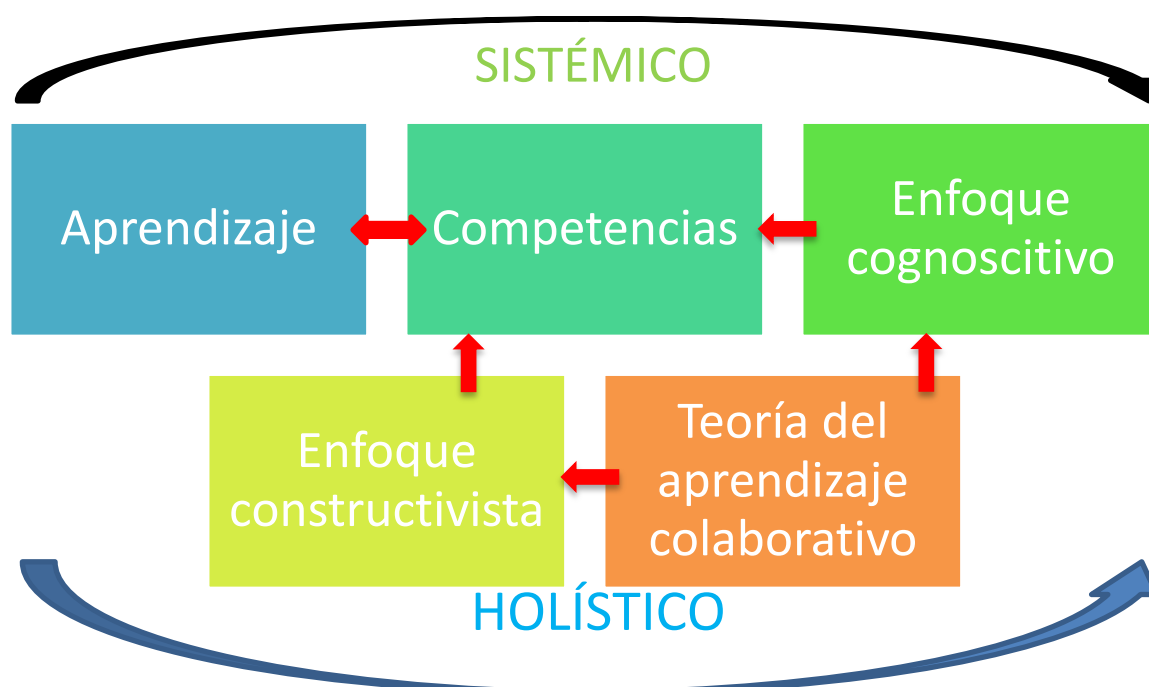 SISTÉMICO
Aprendizaje
Competencias
Enfoque
cognoscitivo
Enfoque
constructivista
Teoría del
aprendizaje
colaborativo
HOLÍSTICO